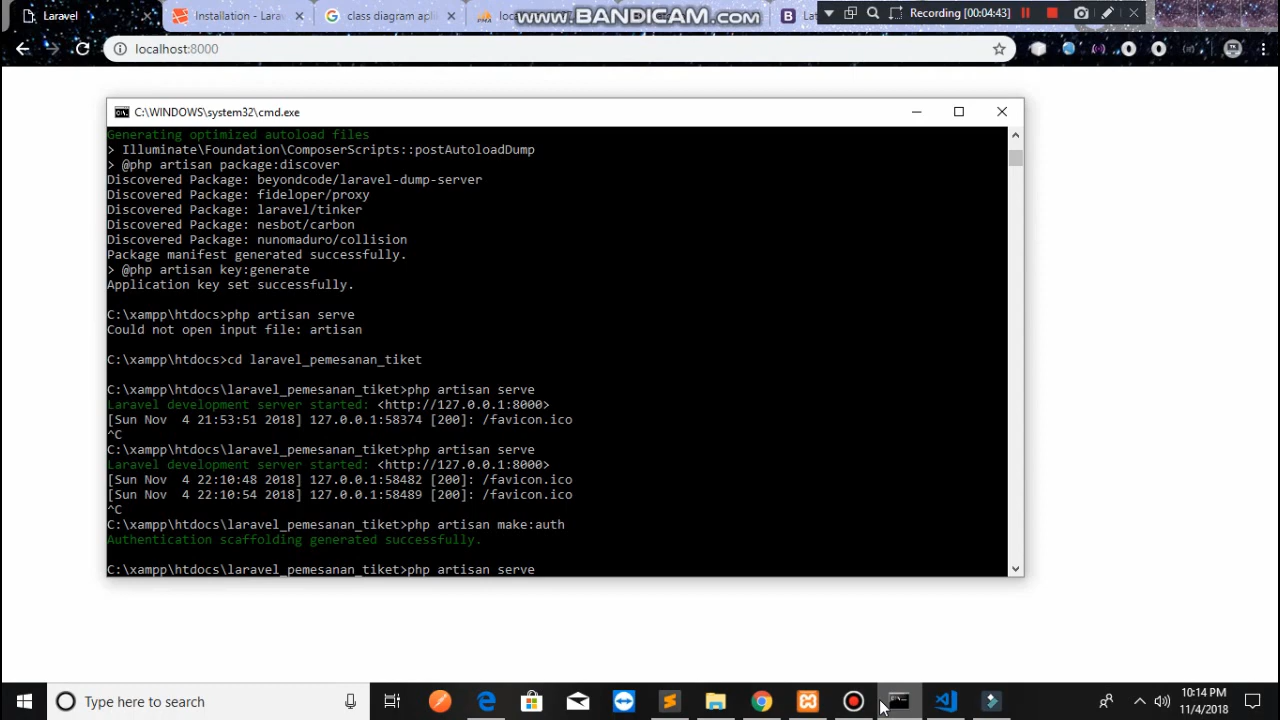 Laravel
Installation - Lara
class diagram apli
loc
www.BANDICAM.com
La
Recording [00:04:43]
localhost:8000
C:\WINDOWS\system32\cmd.exe
Generating optimized autoload files
> Illuminate\Foundation\ComposerScripts::postAutoloadDump
> @php artisan package:discover
Discovered Package: beyondcode/laravel-dump-server
Discovered Package: fideloper/proxy
Discovered Package: laravel/tinker
Discovered Package: nesbot/carbon
Discovered Package: nunomaduro/collision
Package manifest generated successfully.
> @php artisan key:generate
Application key set successfully.
C:\xampp\htdocs>php artisan serve
Could not open input file: artisan
C:\xampp\htdocs>cd laravel_pemesanan_tiket
C:\xampp\htdocs\laravel_pemesanan_tiket>php artisan serve
Laravel development server started: <http://127.0.0.1:8000>
[Sun Nov  4 21:53:51 2018] 127.0.0.1:58374 [200]: /favicon.ico
^C
C:\xampp\htdocs\laravel_pemesanan_tiket>php artisan serve
Laravel development server started: <http://127.0.0.1:8000>
[Sun Nov  4 22:10:48 2018] 127.0.0.1:58482 [200]: /favicon.ico
[Sun Nov  4 22:10:54 2018] 127.0.0.1:58489 [200]: /favicon.ico
^C
C:\xampp\htdocs\laravel_pemesanan_tiket>php artisan make:auth
Authentication scaffolding generated successfully.
C:\xampp\htdocs\laravel_pemesanan_tiket>php artisan serve
Type here to search
10:14 PM
11/4/2018